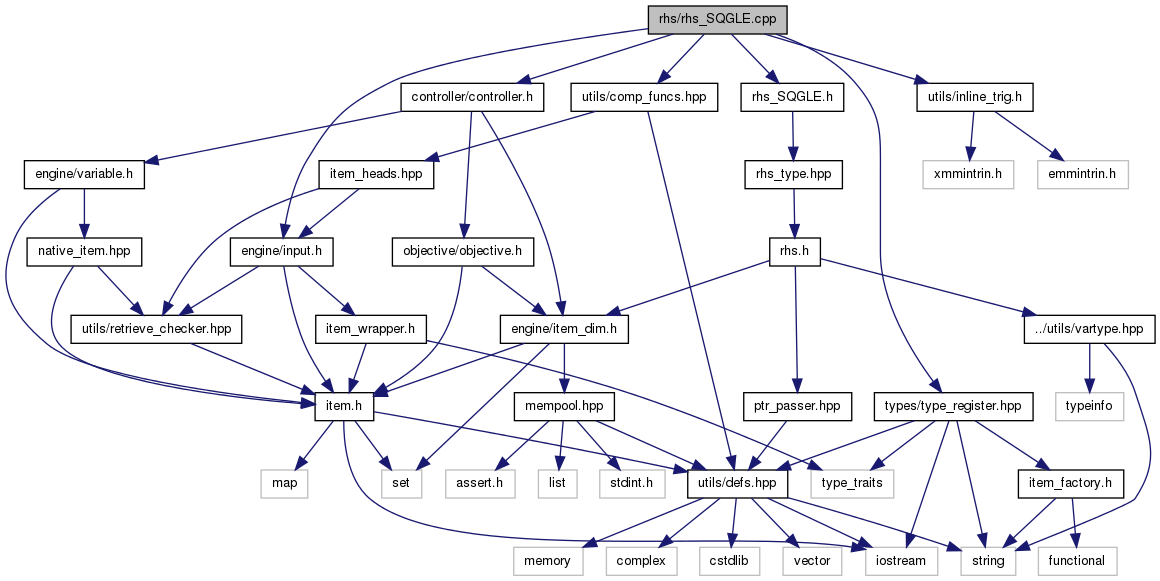 rhs/rhs_SQGLE.cpp
controller/controller.h
utils/comp_funcs.hpp
rhs_SQGLE.h
utils/inline_trig.h
engine/variable.h
item_heads.hpp
rhs_type.hpp
xmmintrin.h
emmintrin.h
native_item.hpp
engine/input.h
objective/objective.h
rhs.h
utils/retrieve_checker.hpp
item_wrapper.h
engine/item_dim.h
../utils/vartype.hpp
item.h
mempool.hpp
ptr_passer.hpp
types/type_register.hpp
typeinfo
map
set
assert.h
list
stdint.h
utils/defs.hpp
type_traits
item_factory.h
memory
complex
cstdlib
vector
iostream
string
functional